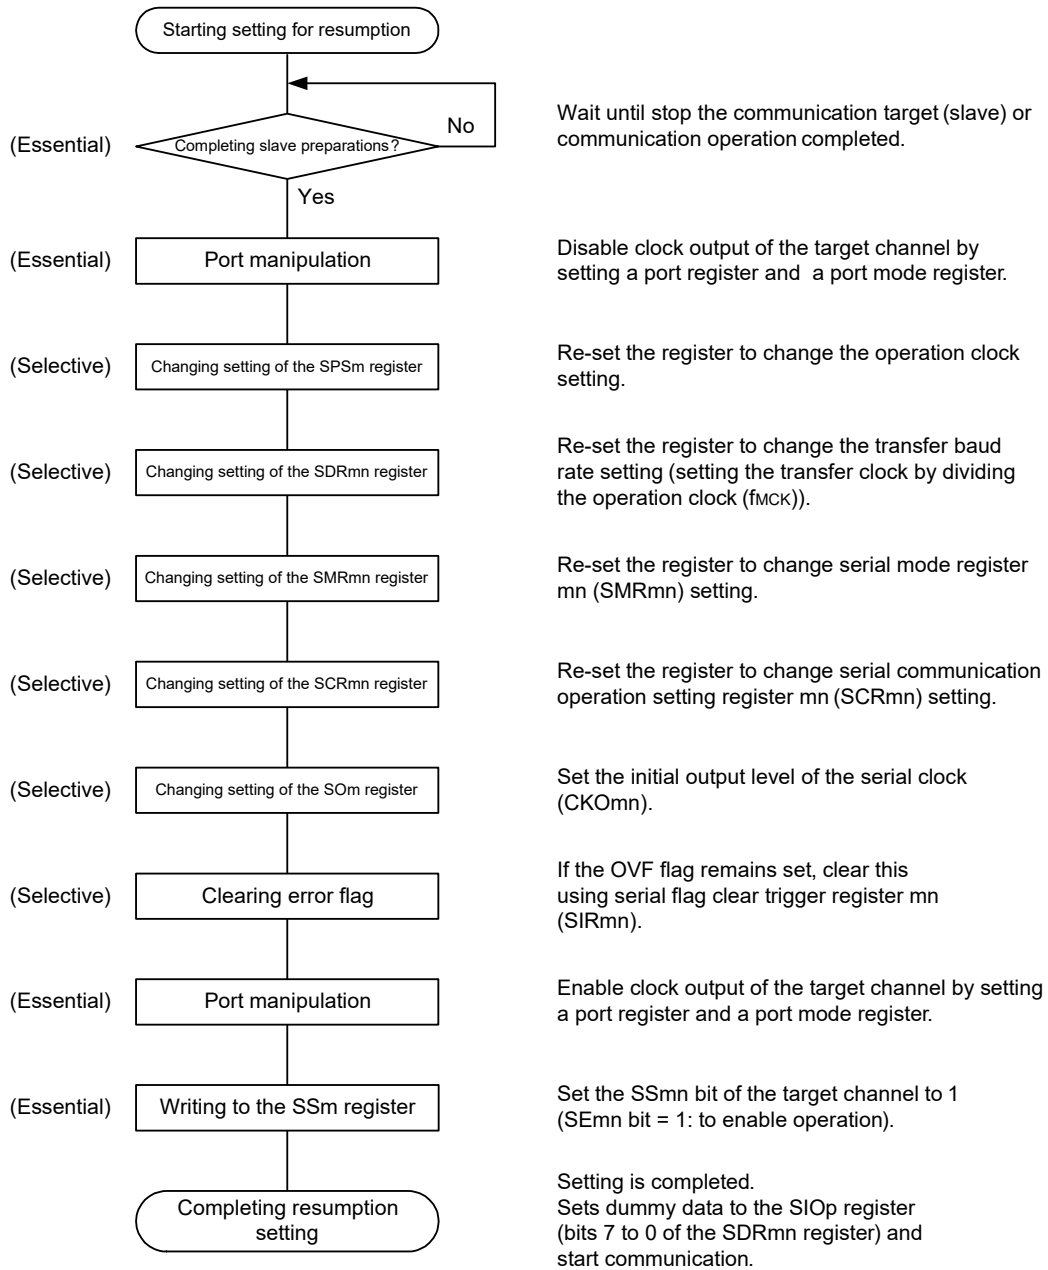 Starting setting for resumption
No
Wait until stop the communication target (slave) or
communication operation completed.
(Essential)
Completing slave preparations?
Yes
(Essential)
Port manipulation
Disable clock output of the target channel by
setting a port register and a port mode register.
(Selective)
Changing setting of the SPSm register
Re-set the register to change the operation clock
setting.
(Selective)
Changing setting of the SDRmn register
Re-set the register to change the transfer baud
rate setting (setting the transfer clock by dividing
the operation clock (fMCK)).
(Selective)
Changing setting of the SMRmn register
Re-set the register to change serial mode register
mn (SMRmn) setting.
(Selective)
Changing setting of the SCRmn register
Re-set the register to change serial communication
operation setting register mn (SCRmn) setting.
(Selective)
Changing setting of the SOm register
Set the initial output level of the serial clock
(CKOmn).
(Selective)
Clearing error flag
If the OVF flag remains set, clear this
using serial flag clear trigger register mn
(SIRmn).
(Essential)
Port manipulation
Enable clock output of the target channel by setting
a port register and a port mode register.
(Essential)
Writing to the SSm register
Set the SSmn bit of the target channel to 1
(SEmn bit = 1: to enable operation).
Completing resumption
setting
Setting is completed.
Sets dummy data to the SIOp register
(bits 7 to 0 of the SDRmn register) and
start communication.